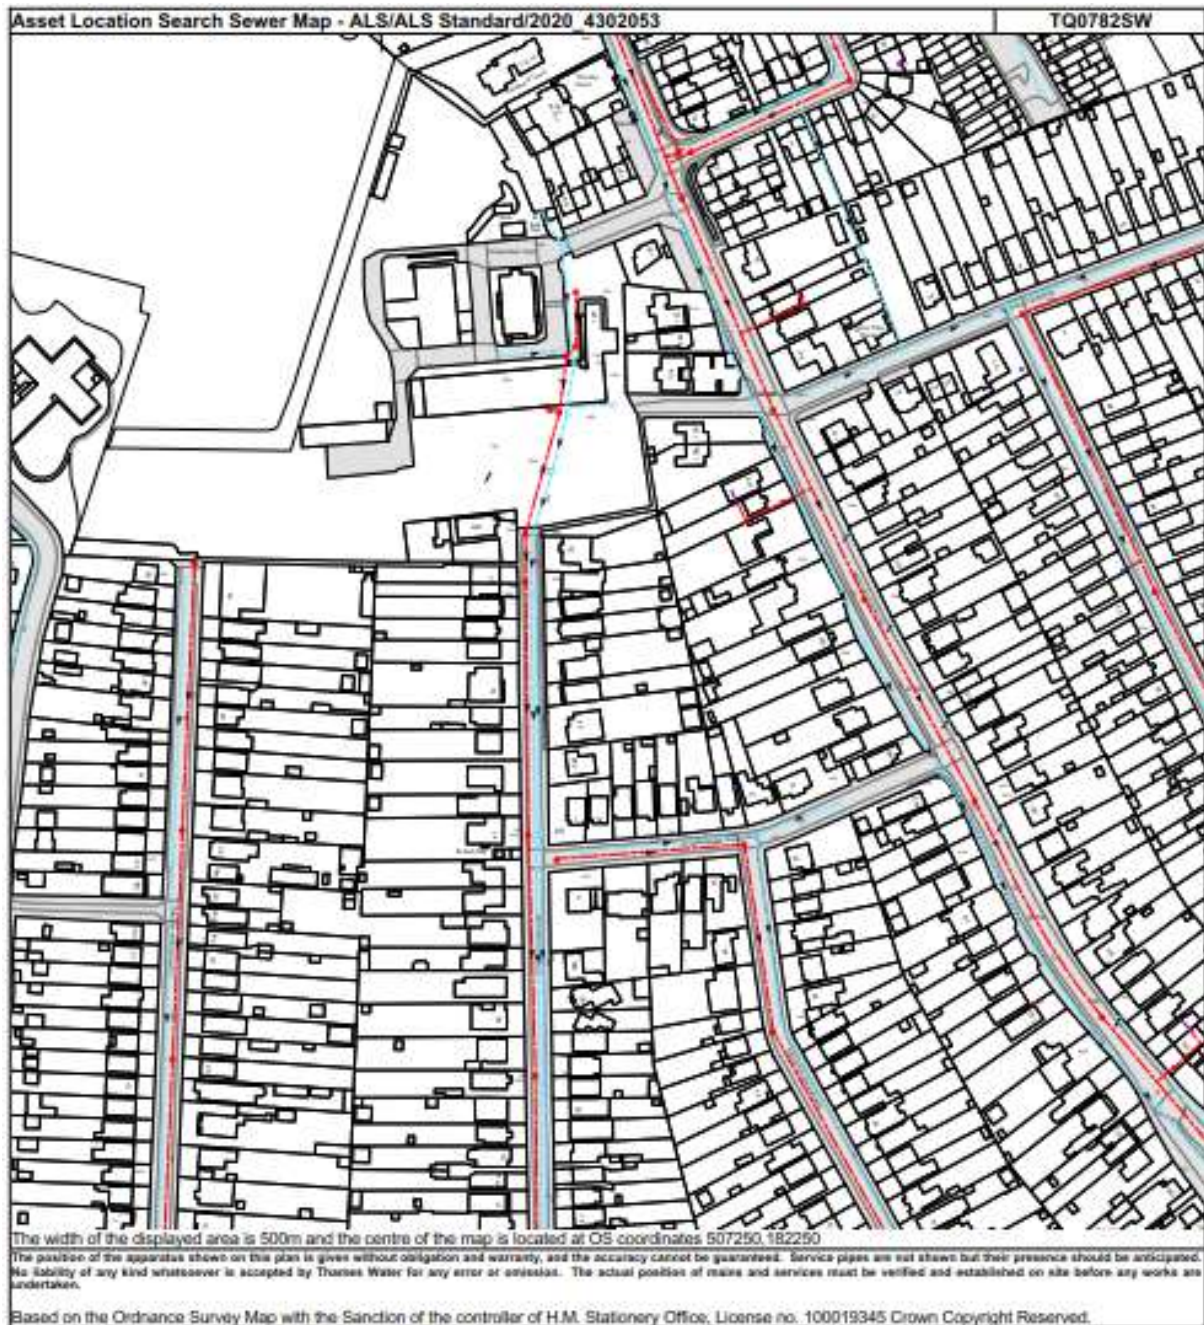 Asset Location Search Sewer Map - ALS/ALS Standard/2020_4302053
TQ0782SW
The width of the displayed area is 500m and the centre of the map is located at OS coordinates 507250,182250
The position of the apparatus shown on this plan is given without obligation and warranty, and the accuracy cannot be guaranteed. Service pipes are not shown but their presence should be anticipated.
No liability of any kind whatsoever is accepted by Thames Water for any error or omission. The actual position of mains and services must be verified and established on site before any works are
undertaken.
Based on the Ordnance Survey Map with the Sanction of the controller of H.M. Stationery Office, License no. 100019345 Crown Copyright Reserved.